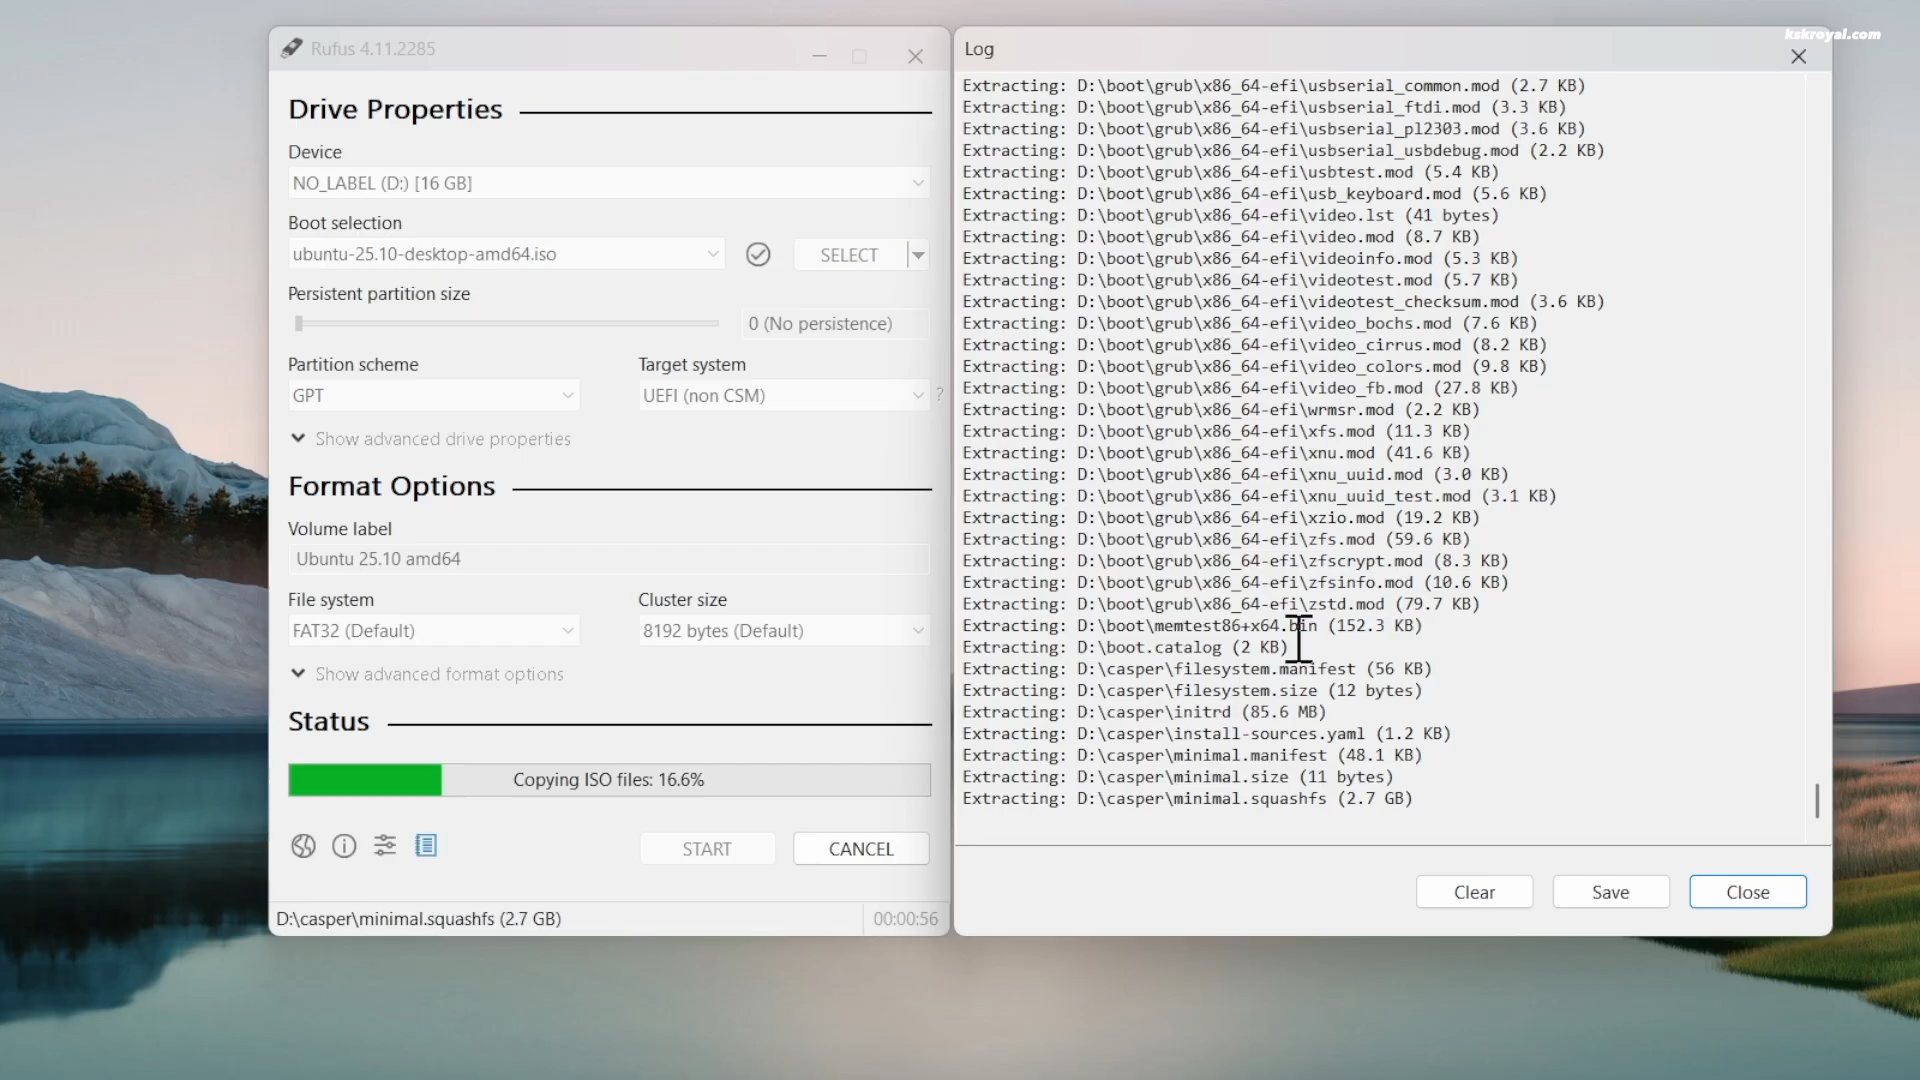 kskroyal.com
Rufus 4.11.2285
Drive Properties
Device
NO_LABEL (D:) [16 GB]
Boot selection
ubuntu-25.10-desktop-amd64.iso
SELECT
Persistent partition size
0 (No persistence)
Partition scheme
Target system
GPT
UEFI (non CSM)
?
Show advanced drive properties
Format Options
Volume label
Ubuntu 25.10 amd64
File system
Cluster size
FAT32 (Default)
8192 bytes (Default)
Show advanced format options
Status
Copying ISO files: 16.6%
START
CANCEL
D:\casper\minimal.squashfs (2.7 GB)
00:00:56
Log
Extracting: D:\boot\grub\x86_64-efi\usbserial_common.mod (2.7 KB)
Extracting: D:\boot\grub\x86_64-efi\usbserial_ftdi.mod (3.3 KB)
Extracting: D:\boot\grub\x86_64-efi\usbserial_pl2303.mod (3.6 KB)
Extracting: D:\boot\grub\x86_64-efi\usbserial_usbdebug.mod (2.2 KB)
Extracting: D:\boot\grub\x86_64-efi\usbtest.mod (5.4 KB)
Extracting: D:\boot\grub\x86_64-efi\usb_keyboard.mod (5.6 KB)
Extracting: D:\boot\grub\x86_64-efi\video.lst (41 bytes)
Extracting: D:\boot\grub\x86_64-efi\video.mod (8.7 KB)
Extracting: D:\boot\grub\x86_64-efi\videoinfo.mod (5.3 KB)
Extracting: D:\boot\grub\x86_64-efi\videotest.mod (5.7 KB)
Extracting: D:\boot\grub\x86_64-efi\videotest_checksum.mod (3.6 KB)
Extracting: D:\boot\grub\x86_64-efi\video_bochs.mod (7.6 KB)
Extracting: D:\boot\grub\x86_64-efi\video_cirrus.mod (8.2 KB)
Extracting: D:\boot\grub\x86_64-efi\video_colors.mod (9.8 KB)
Extracting: D:\boot\grub\x86_64-efi\video_fb.mod (27.8 KB)
Extracting: D:\boot\grub\x86_64-efi\wrmsr.mod (2.2 KB)
Extracting: D:\boot\grub\x86_64-efi\xfs.mod (11.3 KB)
Extracting: D:\boot\grub\x86_64-efi\xnu.mod (41.6 KB)
Extracting: D:\boot\grub\x86_64-efi\xnu_uuid.mod (3.0 KB)
Extracting: D:\boot\grub\x86_64-efi\xnu_uuid_test.mod (3.1 KB)
Extracting: D:\boot\grub\x86_64-efi\xzio.mod (19.2 KB)
Extracting: D:\boot\grub\x86_64-efi\zfs.mod (59.6 KB)
Extracting: D:\boot\grub\x86_64-efi\zfscrypt.mod (8.3 KB)
Extracting: D:\boot\grub\x86_64-efi\zfsinfo.mod (10.6 KB)
Extracting: D:\boot\grub\x86_64-efi\zstd.mod (79.7 KB)
Extracting: D:\boot\memtest86+x64.bin (152.3 KB)
Extracting: D:\boot.catalog (2 KB)
Extracting: D:\casper\filesystem.manifest (56 KB)
Extracting: D:\casper\filesystem.size (12 bytes)
Extracting: D:\casper\initrd (85.6 MB)
Extracting: D:\casper\install-sources.yaml (1.2 KB)
Extracting: D:\casper\minimal.manifest (48.1 KB)
Extracting: D:\casper\minimal.size (11 bytes)
Extracting: D:\casper\minimal.squashfs (2.7 GB)
Clear
Save
Close